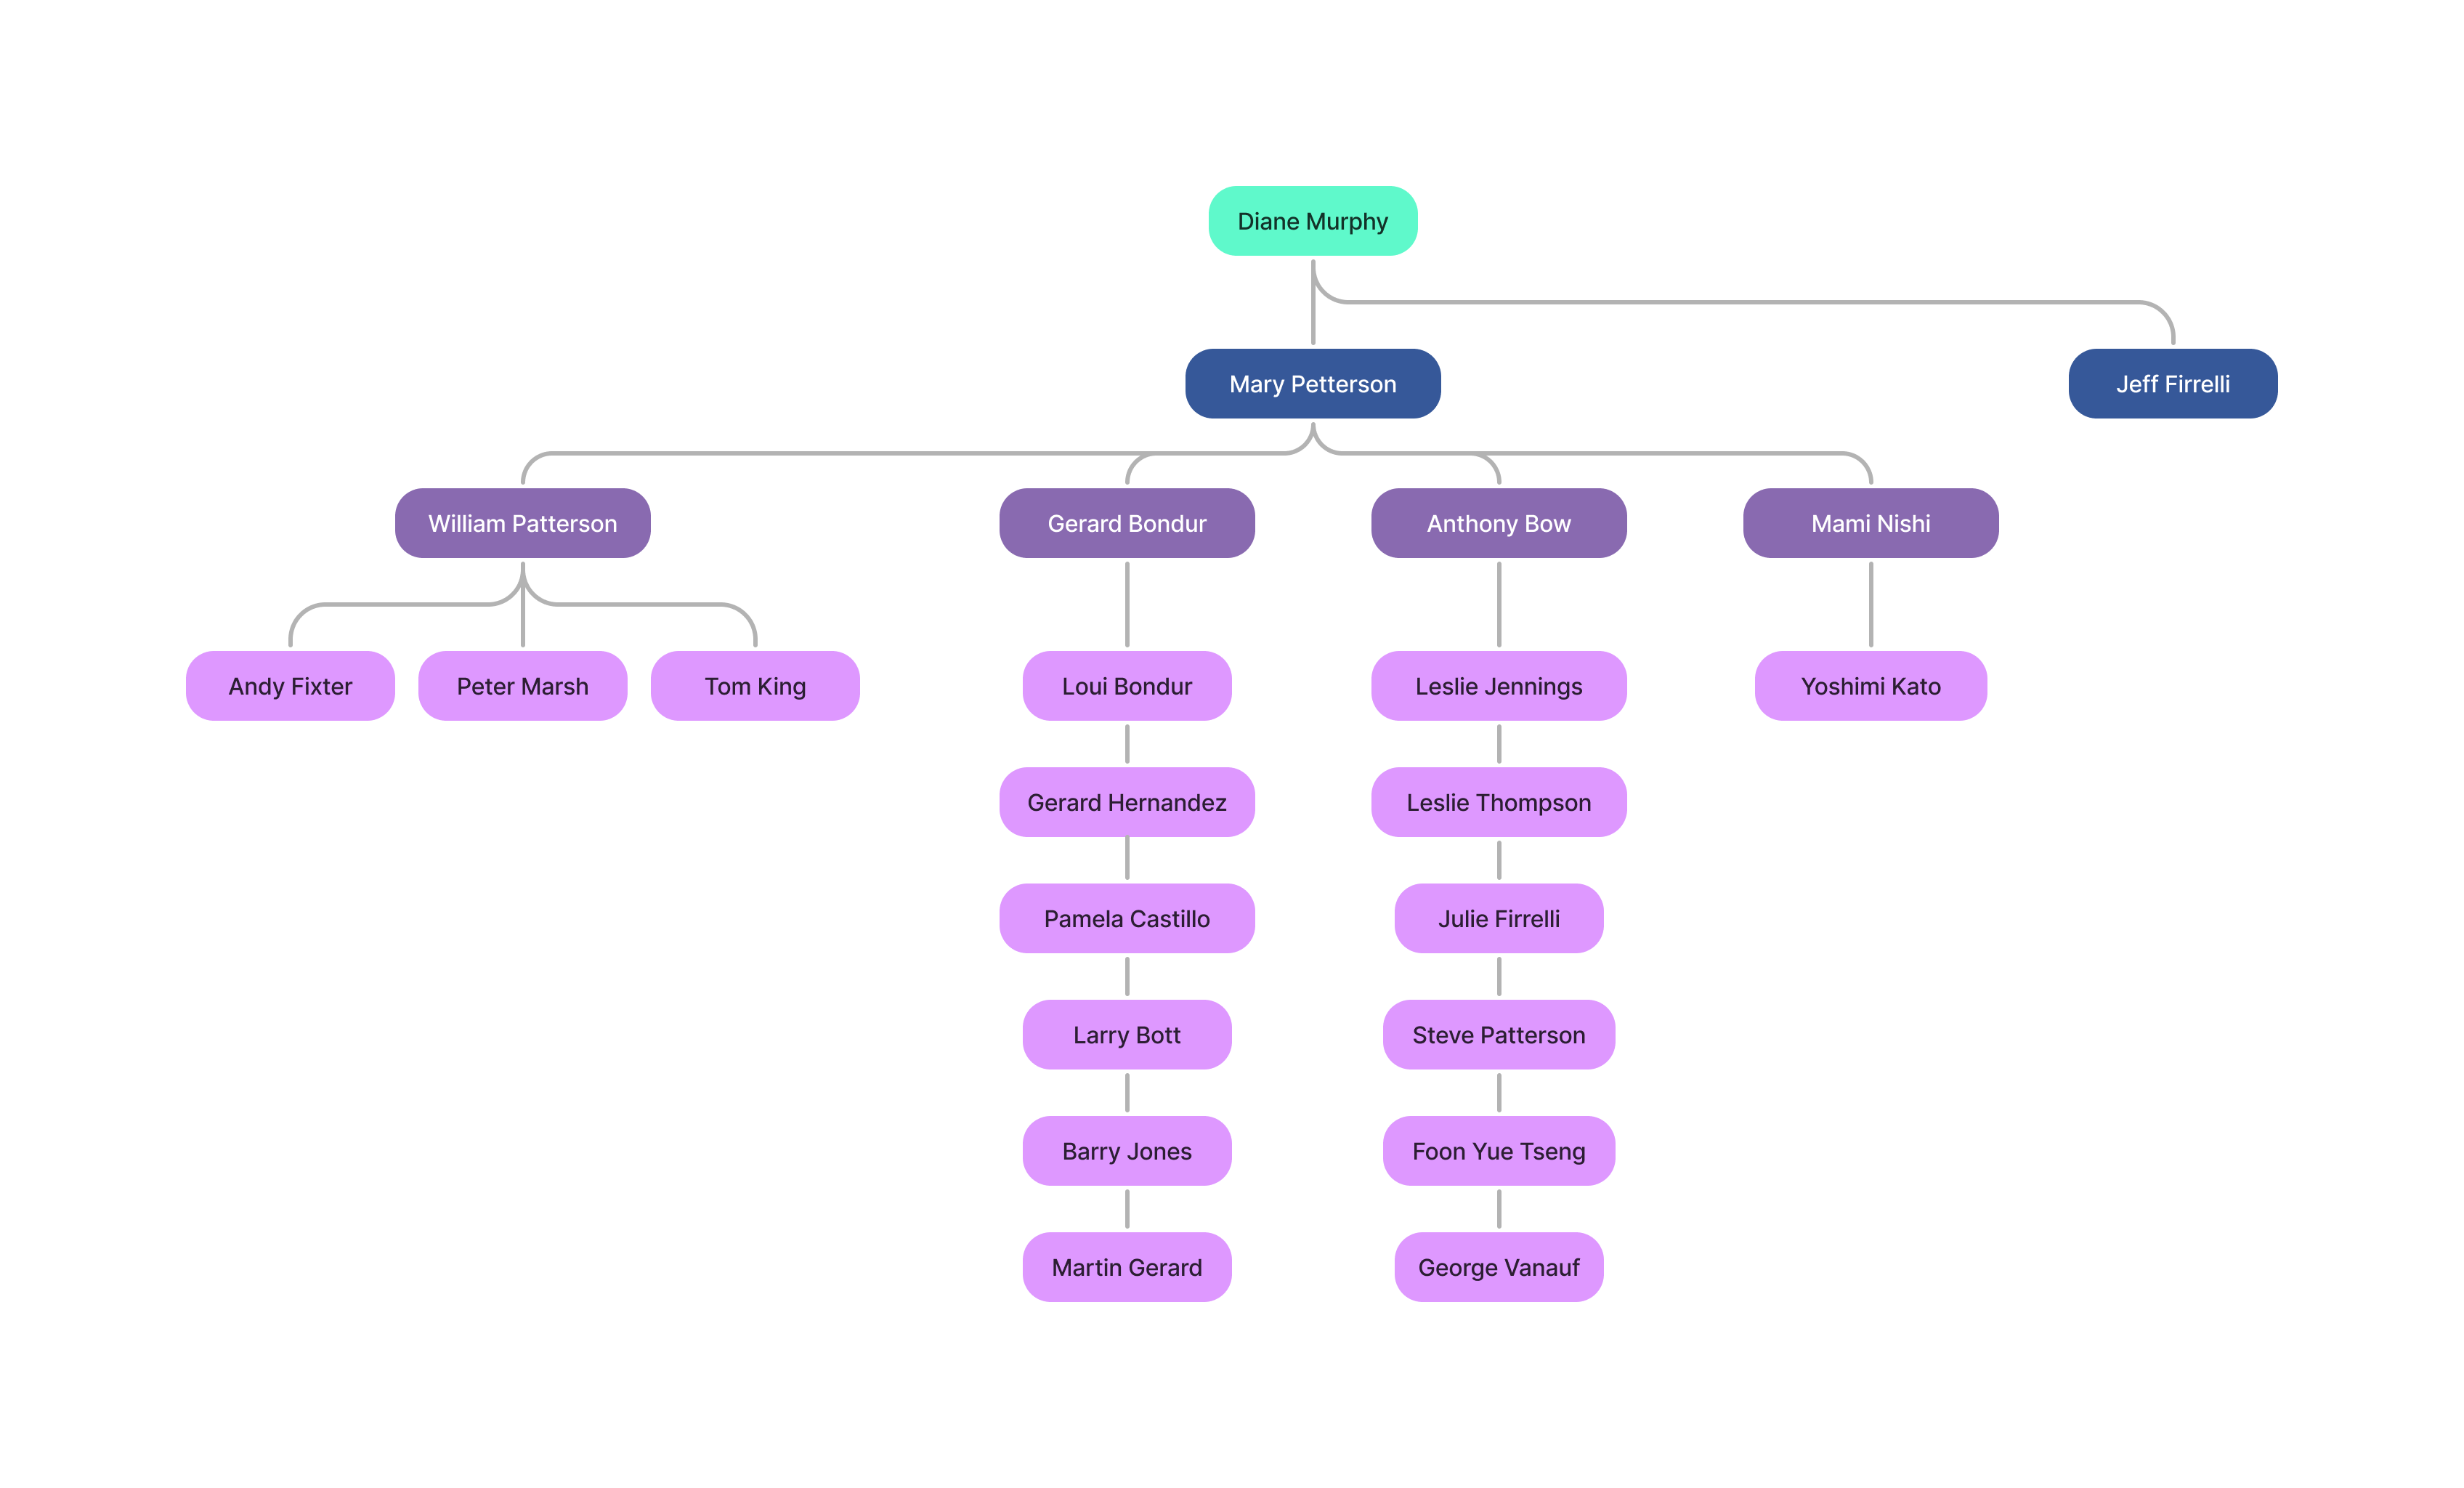 Diane Murphy
Mary Petterson
Jeff Firrelli
William Patterson
Gerard Bondur
Anthony Bow
Mami Nishi
Andy Fixter
Peter Marsh
Tom King
Loui Bondur
Leslie Jennings
Yoshimi Kato
Gerard Hernandez
Leslie Thompson
Pamela Castillo
Julie Firrelli
Larry Bott
Steve Patterson
Barry Jones
Foon Yue Tseng
Martin Gerard
George Vanauf